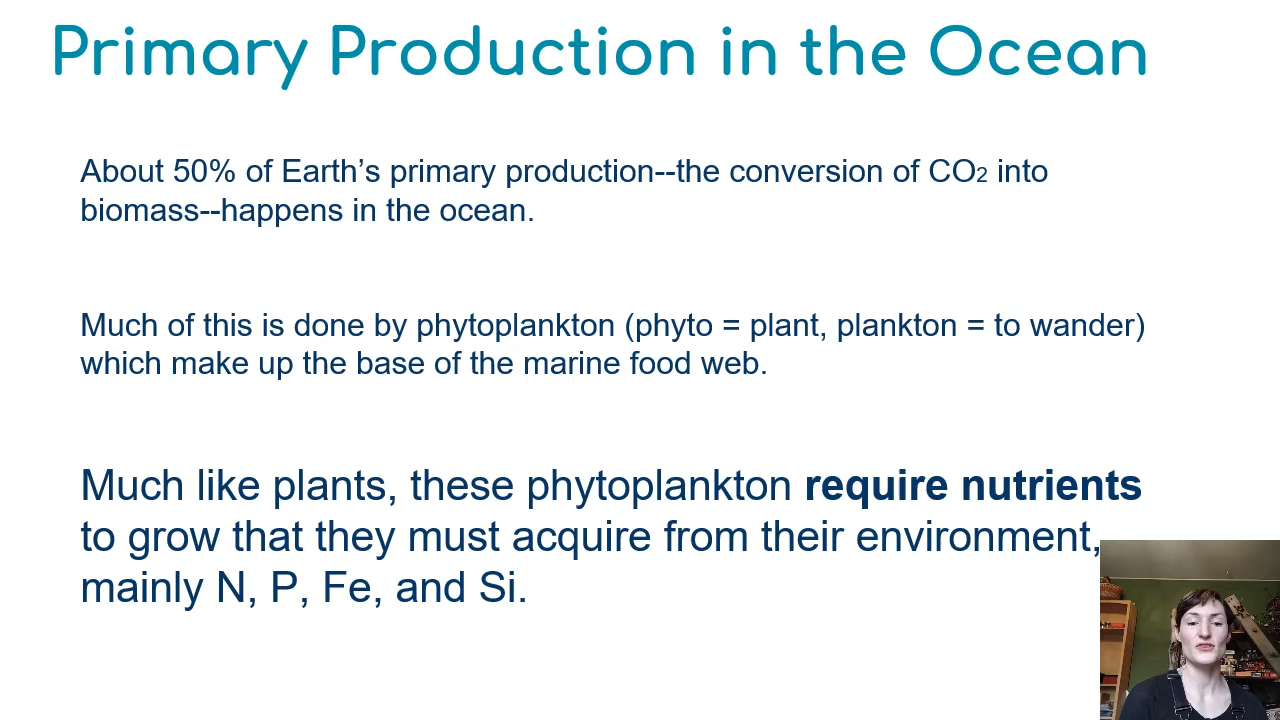 Primary Production in the Ocean
About 50% of Earth’s primary production--the conversion of CO₂ into
biomass--happens in the ocean.
Much of this is done by phytoplankton (phyto = plant, plankton = to wander)
which make up the base of the marine food web.
Much like plants, these phytoplankton require nutrients
to grow that they must acquire from their environment,
mainly N, P, Fe, and Si.